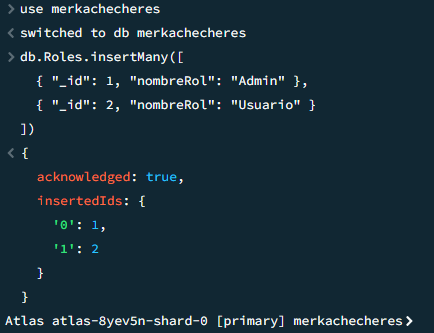 > use merkachecheres
< switched to db merkachecheres
> db.Roles.insertMany([
    { "_id": 1, "nombreRol": "Admin" },
    { "_id": 2, "nombreRol": "Usuario" }
  ])
< {
    acknowledged: true,
    insertedIds: {
      '0': 1,
      '1': 2
    }
  }
Atlas atlas-8yev5n-shard-0 [primary] merkachecheres>